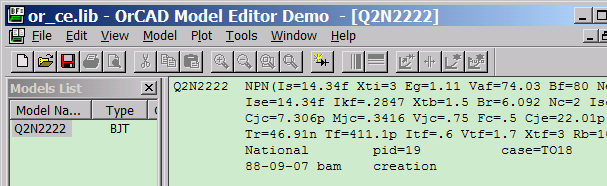 or_ce.lib - OrCAD Model Editor Demo - [Q2N2222]
File Edit View Model Plot Tools Window Help
Models List
Model Na... Type
Q2N2222 BJT
Q2N2222 NPN(Is=14.34f Xti=3 Eg=1.11 Vaf=74.03 Bf=80 Ne
Ise=14.34f Ikf=.2847 Xtb=1.5 Br=6.092 Nc=2 Isc
Cjc=7.306p Mjc=.3416 Vjc=.75 Fc=.5 Cje=22.01p
Tr=46.91n Tf=411.1p Itf=.6 Vtf=1.7 Xtf=3 Rb=10
National pid=19 case=TO18
88-09-07 bam creation